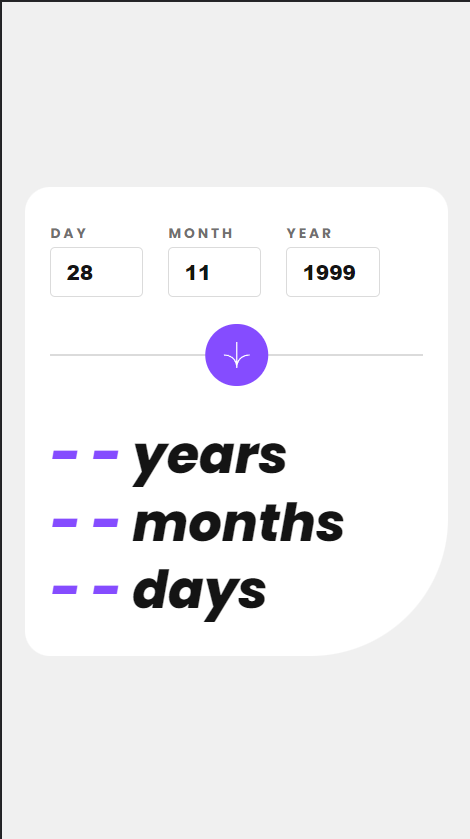 DAY MONTH YEAR
28 11 1999
- - years
- - months
- - days